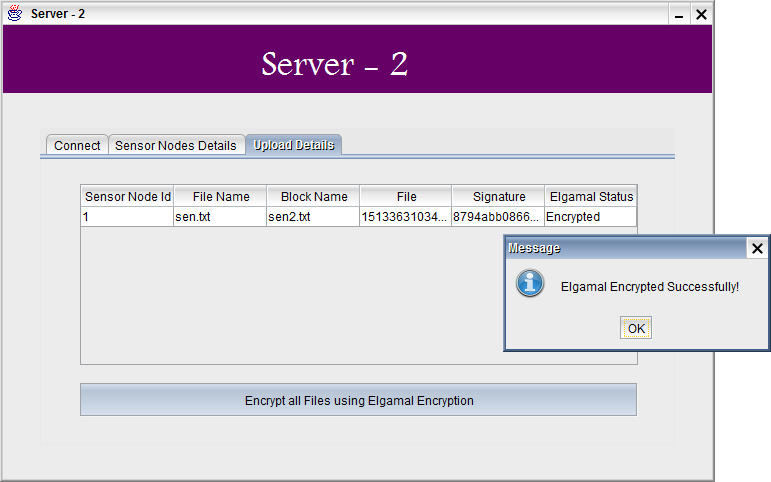 Server - 2
Server - 2
Connect Sensor Nodes Details Upload Details
Sensor Node Id File Name Block Name File Signature Elgamal Status
1 sen.txt sen2.txt 15133631034... 8794abb0866... Encrypted
Message
Elgamal Encrypted Successfully!
OK
Encrypt all Files using Elgamal Encryption